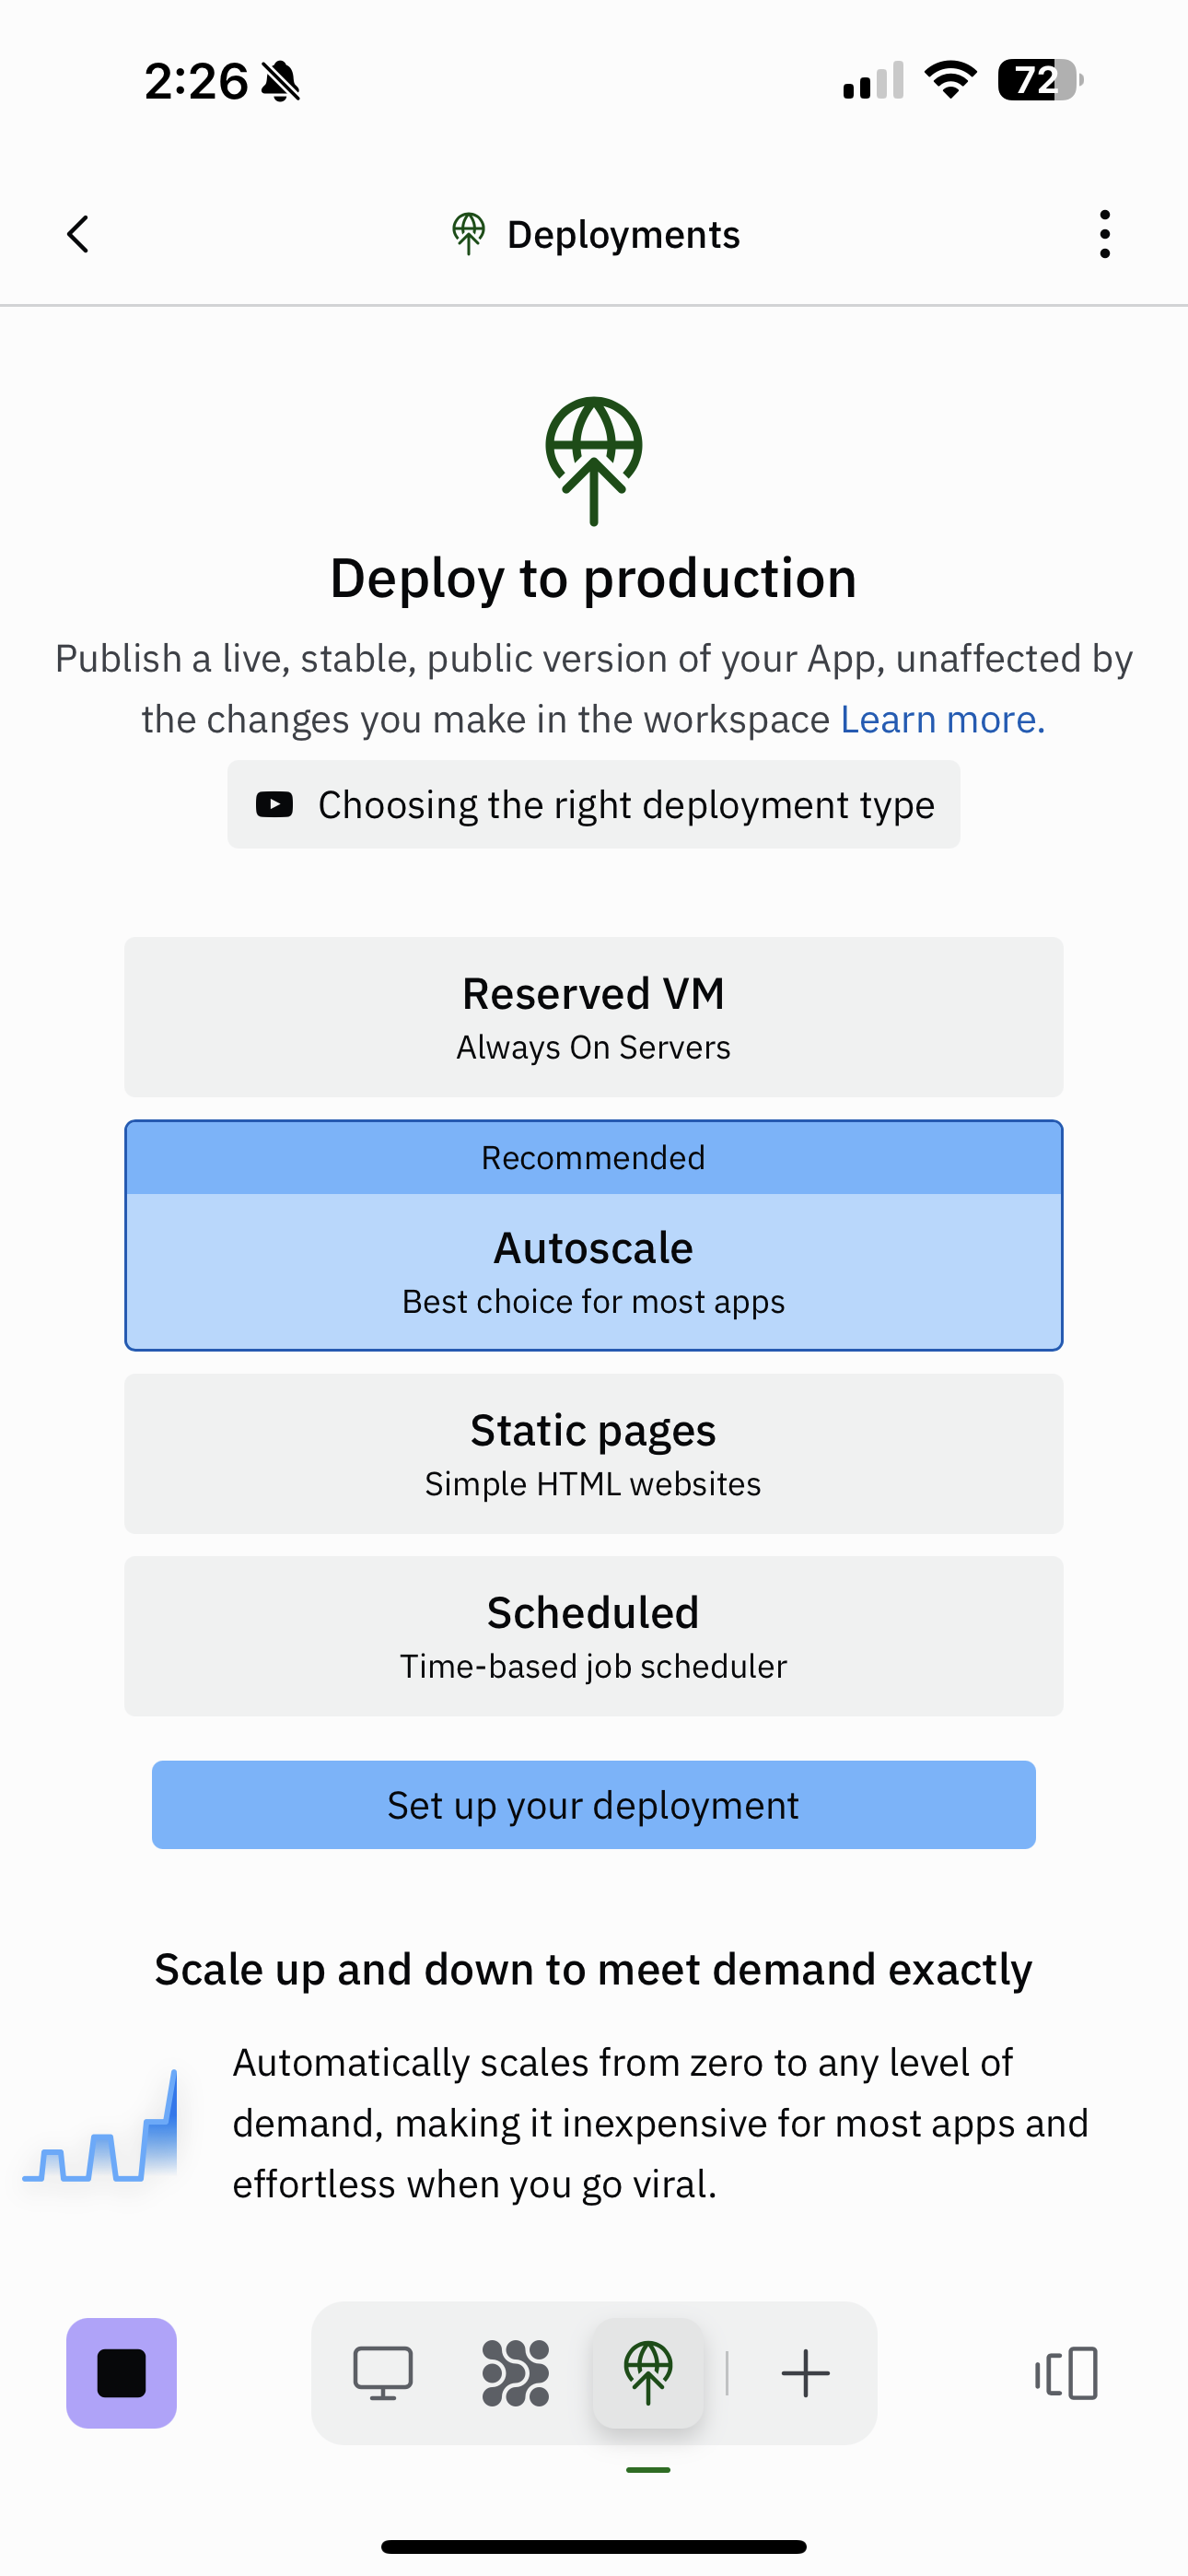 2:26
72
Deployments
Deploy to production
Publish a live, stable, public version of your App, unaffected by
the changes you make in the workspace Learn more.
Choosing the right deployment type
Reserved VM
Always On Servers
Recommended
Autoscale
Best choice for most apps
Static pages
Simple HTML websites
Scheduled
Time-based job scheduler
Set up your deployment
Scale up and down to meet demand exactly
Automatically scales from zero to any level of
demand, making it inexpensive for most apps and
effortless when you go viral.